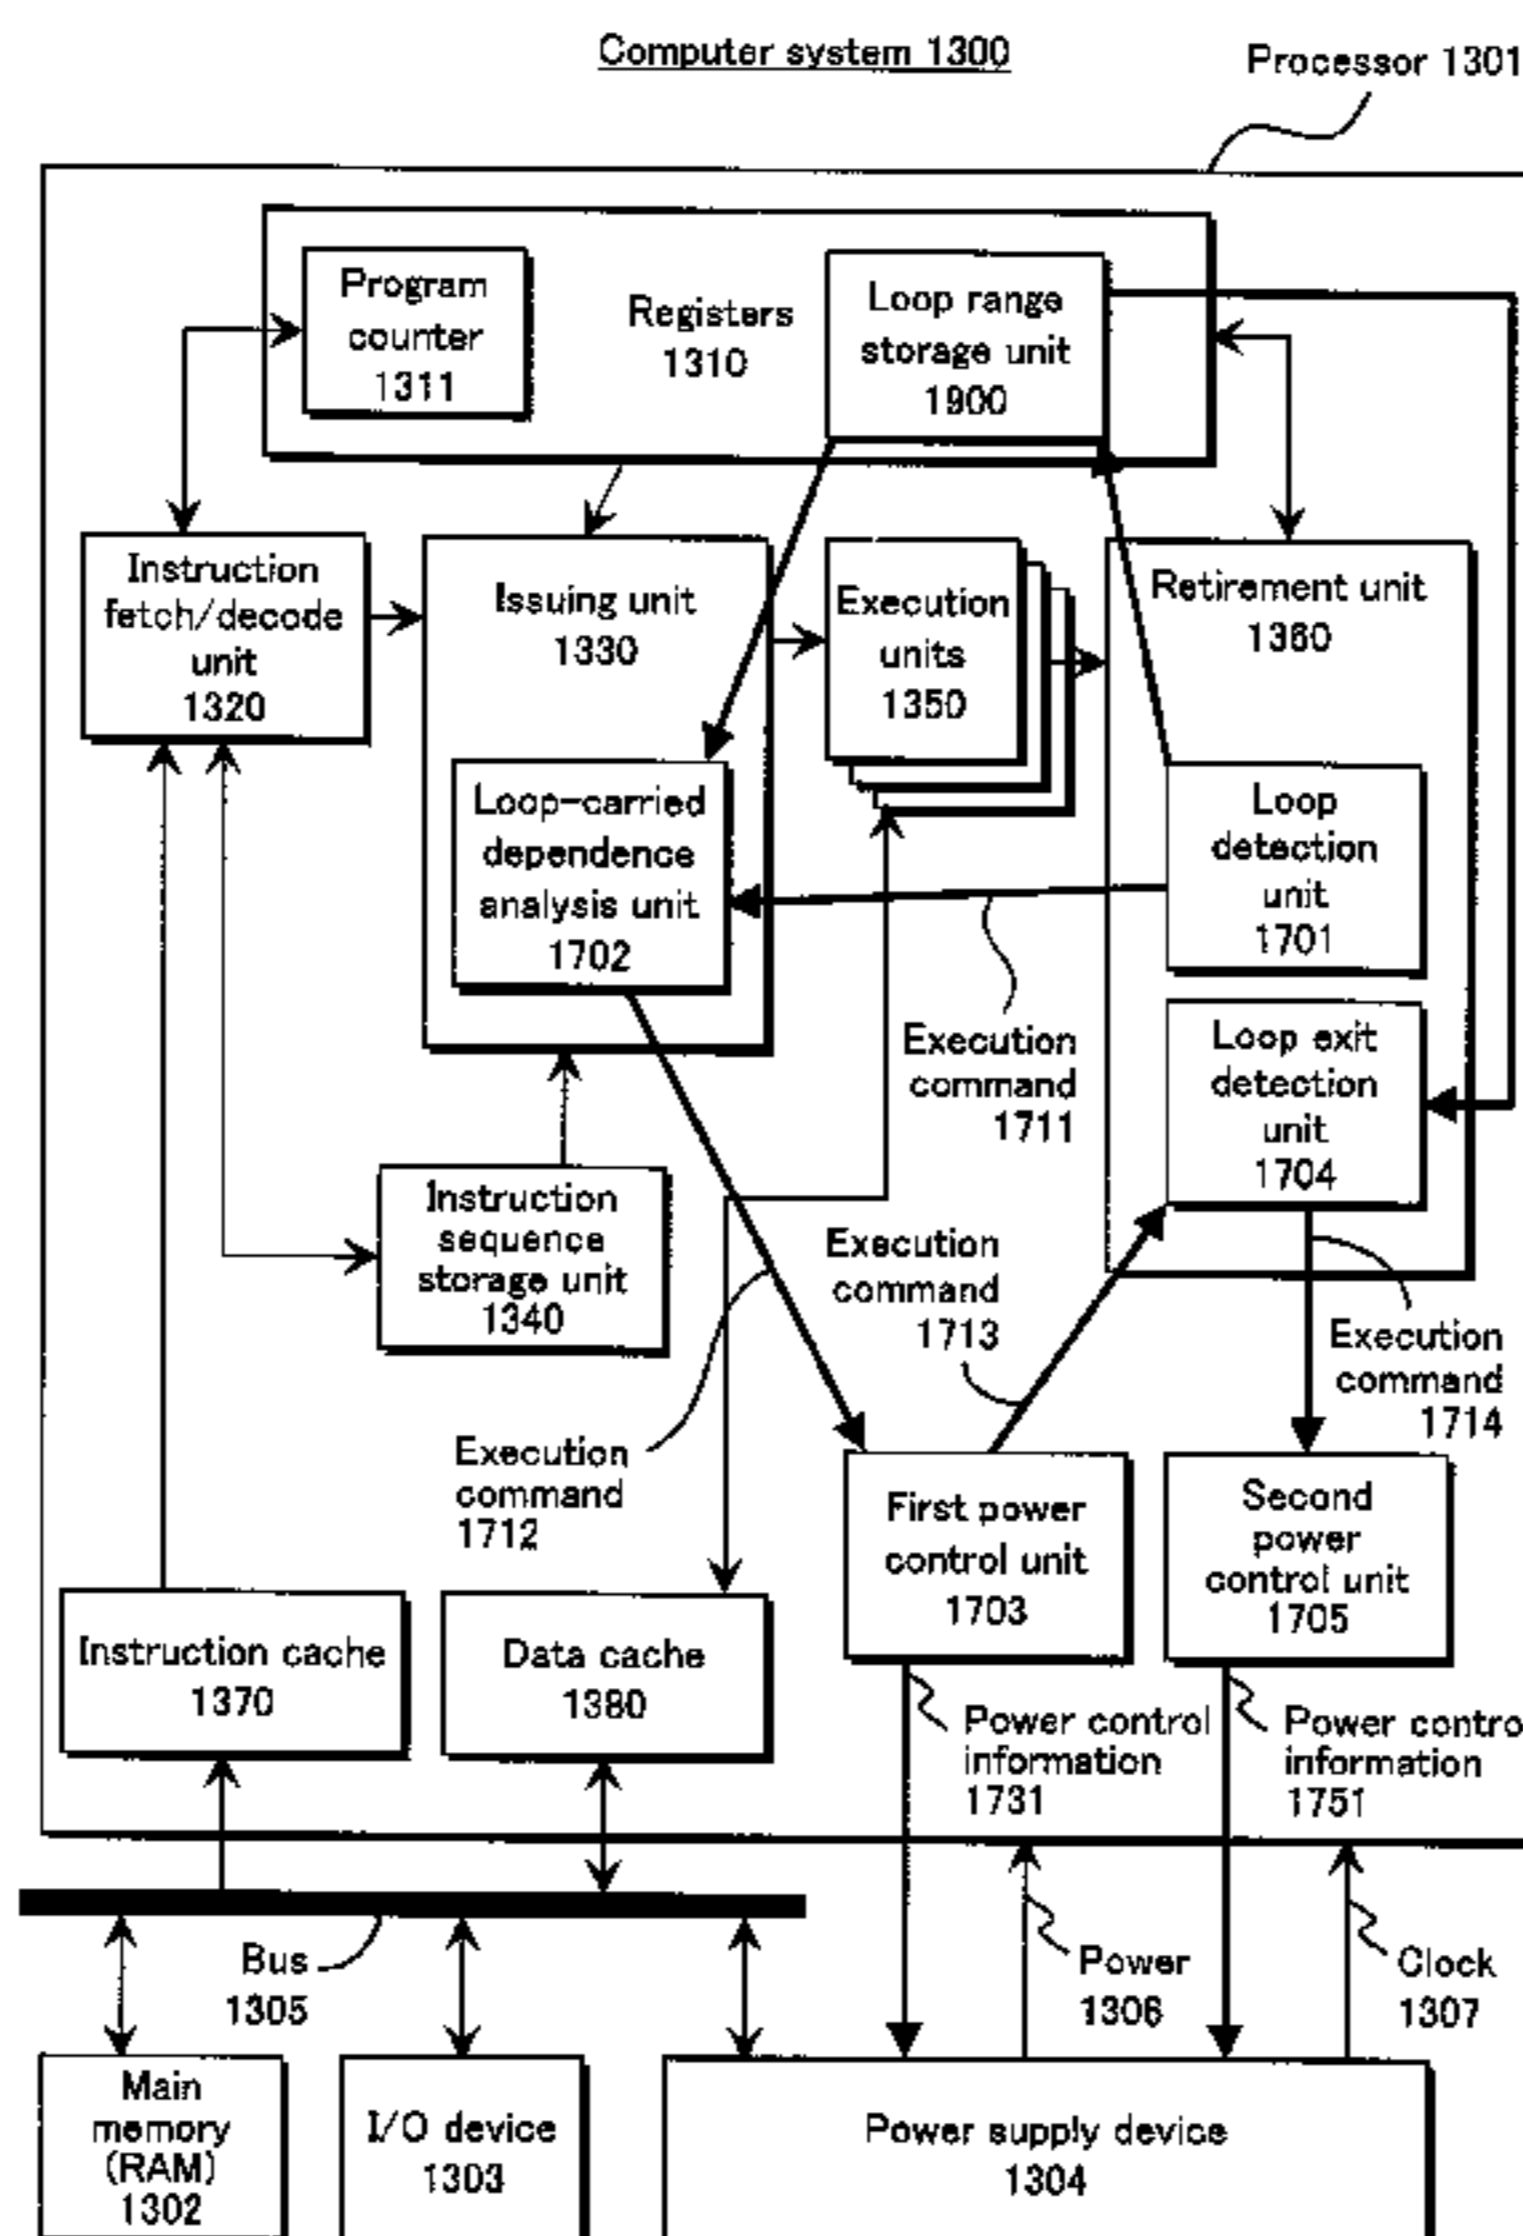 Computer system 1300
Processor 1301
Program
counter
1311
Registers
1310
Loop range
storage unit
1900
Instruction
fetch/decode
unit
1320
Issuing unit
1330
Execution
units
1350
Retirement unit
1360
Loop-carried
dependence
analysis unit
1702
Loop
detection
unit
1701
Execution
command
1711
Loop exit
detection
unit
1704
Instruction
sequence
storage unit
1340
Execution
command
1713
Execution
command
1714
Execution
command
1712
First power
control unit
1703
Second
power
control unit
1705
Instruction cache
1370
Data cache
1380
Power control
information
1731
Power contro
information
1751
Bus
1305
Power
1306
Clock
1307
Main
memory
(RAM)
1302
I/O device
1303
Power supply device
1304